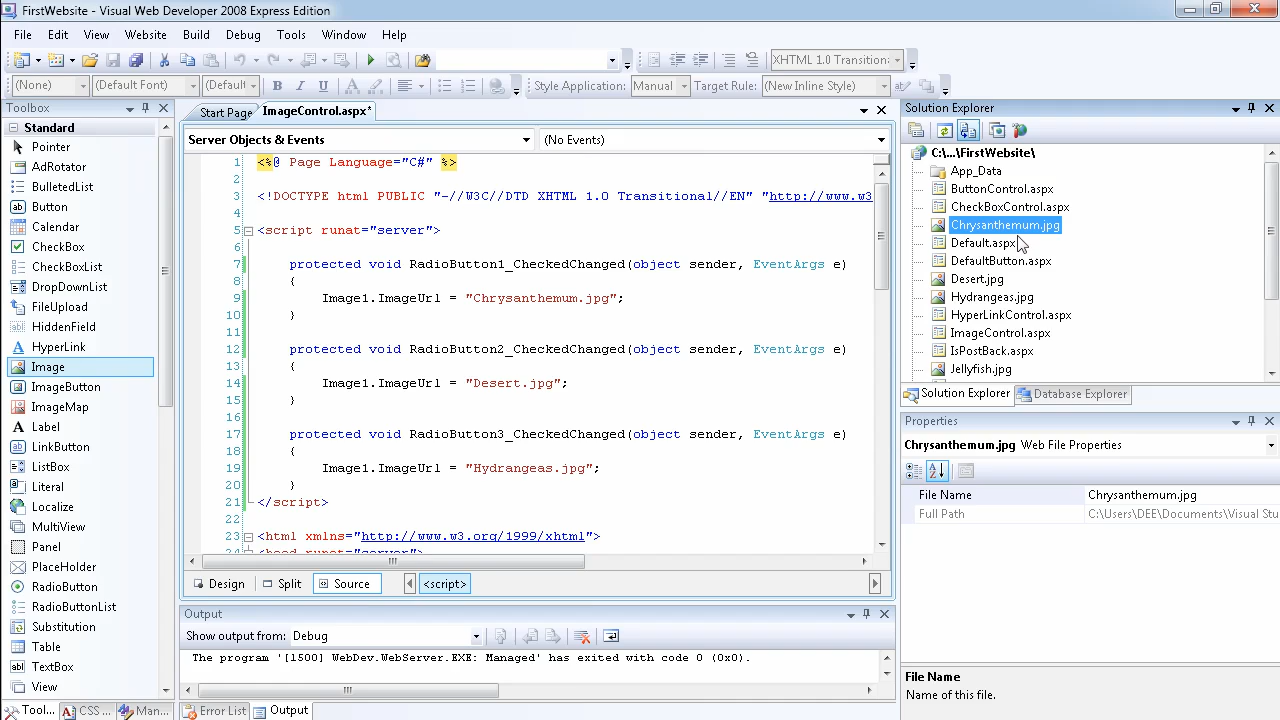 FirstWebsite - Visual Web Developer 2008 Express Edition
File Edit View Website Build Debug Tools Window Help
XHTML 1.0 Transition
(None) (Default Font) (Default B I U A Style Application: Manual Target Rule: (New Inline Style)
Toolbox
Standard
Pointer
AdRotator
BulletedList
Button
Calendar
CheckBox
CheckBoxList
DropDownList
FileUpload
HiddenField
HyperLink
Image
ImageButton
ImageMap
Label
LinkButton
ListBox
Literal
Localize
MultiView
Panel
PlaceHolder
RadioButton
RadioButtonList
Substitution
Table
TextBox
View
Tool... CSS ... Man...
Start Page ImageControl.aspx*
Server Objects & Events (No Events)
1 <%@ Page Language="C#" %>
2
3 <!DOCTYPE html PUBLIC "-//W3C//DTD XHTML 1.0 Transitional//EN" "http://www.w3
4
5 <script runat="server">
6
7 protected void RadioButton1_CheckedChanged(object sender, EventArgs e)
8 {
9 Image1.ImageUrl = "Chrysanthemum.jpg";
10 }
11
12 protected void RadioButton2_CheckedChanged(object sender, EventArgs e)
13 {
14 Image1.ImageUrl = "Desert.jpg";
15 }
16
17 protected void RadioButton3_CheckedChanged(object sender, EventArgs e)
18 {
19 Image1.ImageUrl = "Hydrangeas.jpg";
20 }
21 </script>
22
23 <html xmlns="http://www.w3.org/1999/xhtml">
24 <head runat="server">
Design Split Source <script>
Output
Show output from: Debug
The program '[1500] WebDev.WebServer.EXE: Managed' has exited with code 0 (0x0).
Error List Output
Solution Explorer
C:\...\FirstWebsite\
App_Data
ButtonControl.aspx
CheckBoxControl.aspx
Chrysanthemum.jpg
Default.aspx
DefaultButton.aspx
Desert.jpg
Hydrangeas.jpg
HyperLinkControl.aspx
ImageControl.aspx
IsPostBack.aspx
Jellyfish.jpg
Solution Explorer Database Explorer
Properties
Chrysanthemum.jpg Web File Properties
File Name Chrysanthemum.jpg
Full Path C:\Users\DEE\Documents\Visual Stu
File Name
Name of this file.